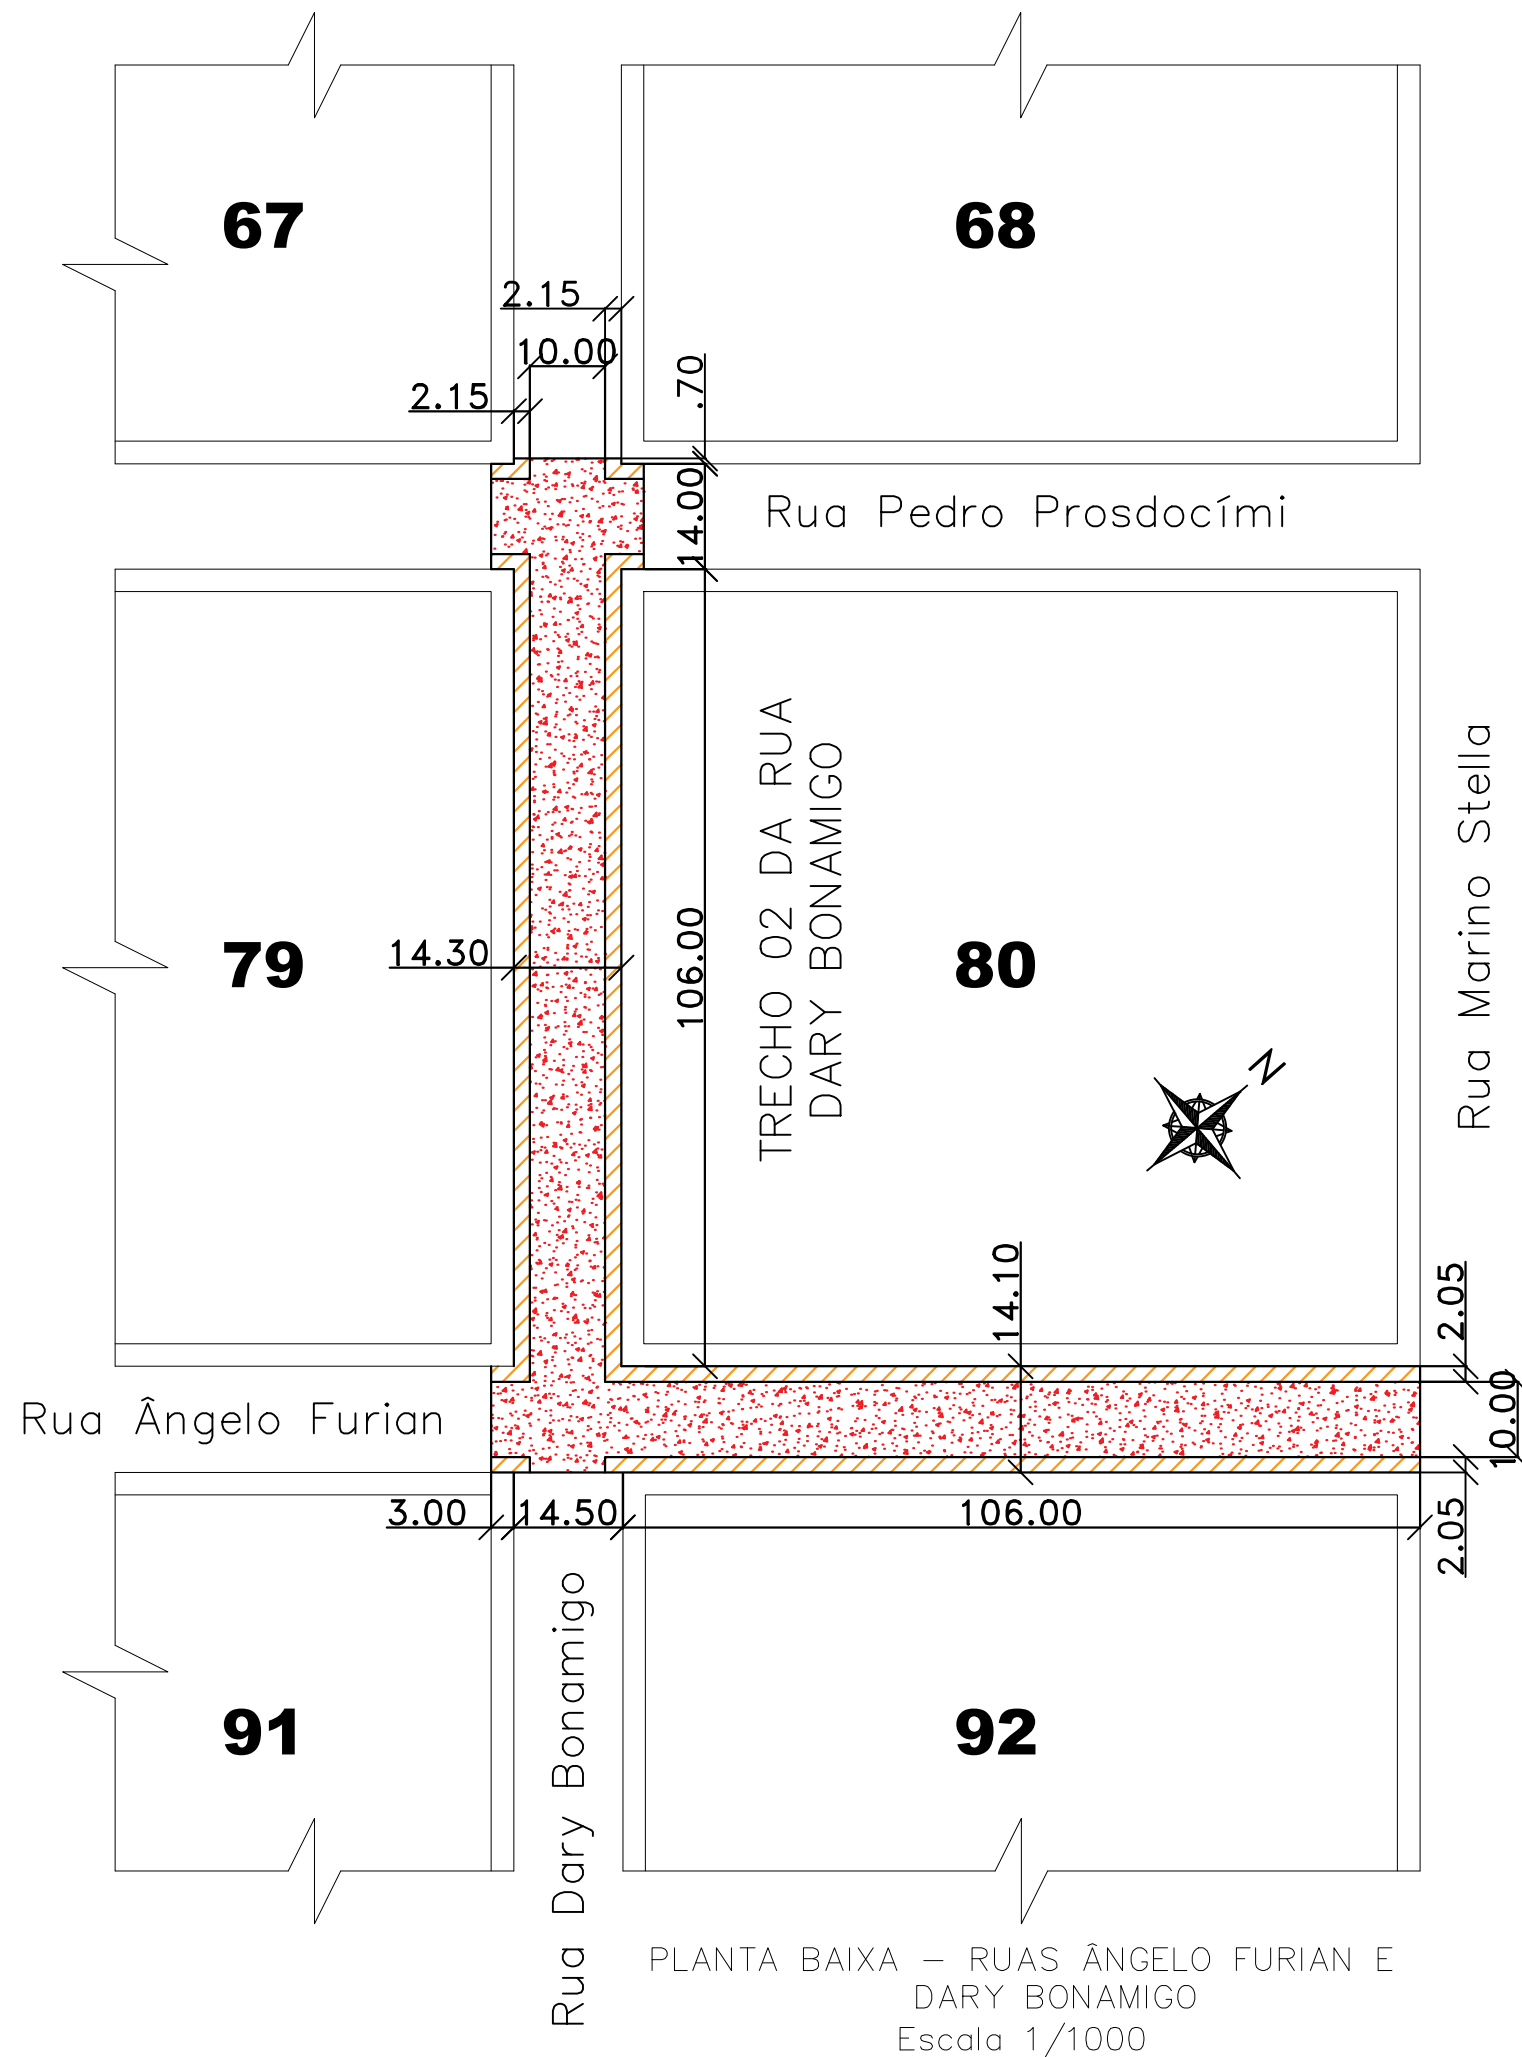 67
68
2.15
10.00
2.15
.70
14.00
Rua Pedro Prosdocími
TRECHO 02 DA RUA
DARY BONAMIGO
Rua Marino Stella
79
14.30
106.00
80
N
14.10
2.05
Rua Ângelo Furian
10.00
3.00
14.50
106.00
2.05
Rua Dary Bonamigo
91
92
PLANTA BAIXA – RUAS ÂNGELO FURIAN E
DARY BONAMIGO
Escala 1/1000